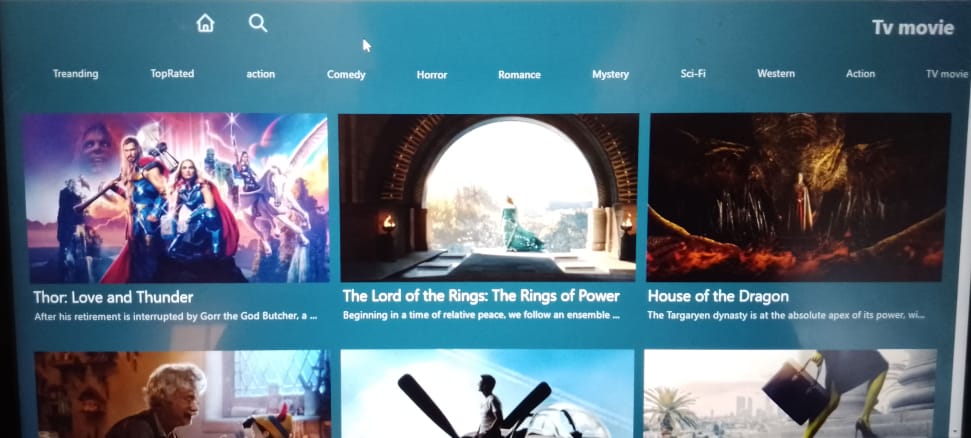 Tv movie
Treanding TopRated action Comedy Horror Romance Mystery Sci-Fi Western Action TV movie
Thor: Love and Thunder
After his retirement is interrupted by Gorr the God Butcher, a ...
The Lord of the Rings: The Rings of Power
Beginning in a time of relative peace, we follow an ensemble ...
House of the Dragon
The Targaryen dynasty is at the absolute apex of its power, wi...